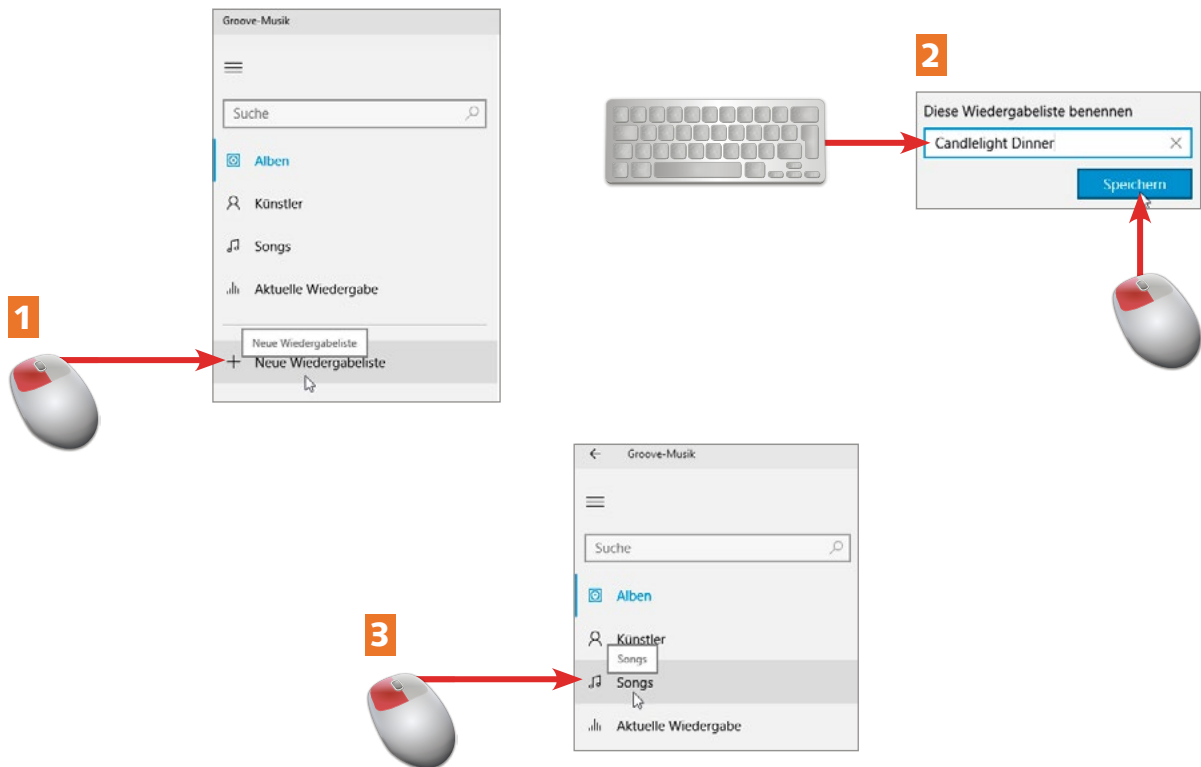 Groove-Musik
Suche
Alben
Künstler
Songs
Aktuelle Wiedergabe
1
Neue Wiedergabeliste
Neue Wiedergabeliste
2
Diese Wiedergabeliste benennen
Candlelight Dinner
Speichern
Groove-Musik
Suche
Alben
3
Künstler
Songs
Songs
Aktuelle Wiedergabe